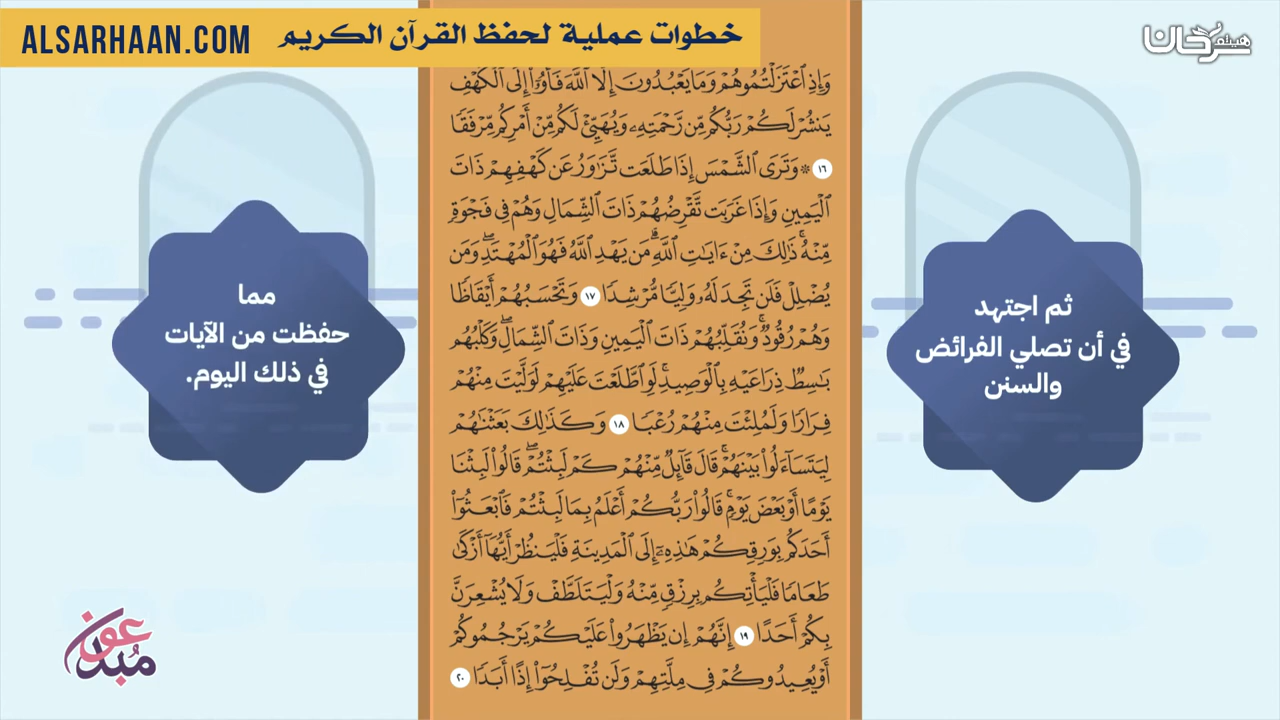 ALSARHAAN.COM خطوات عملية لحفظ القرآن الكريم
هيثم سرحان
وَإِذِ ٱعْتَزَلْتُمُوهُمْ وَمَا يَعْبُدُونَ إِلَّا ٱللَّهَ فَأْوُۥٓا۟ إِلَى ٱلْكَهْفِ
يَنشُرْ لَكُمْ رَبُّكُم مِّن رَّحْمَتِهِۦ وَيُهَيِّئْ لَكُم مِّنْ أَمْرِكُم مِّرْفَقًا
١٦ ۞ وَتَرَى ٱلشَّمْسَ إِذَا طَلَعَت تَّزَٰوَرُ عَن كَهْفِهِمْ ذَاتَ
ٱلْيَمِينِ وَإِذَا غَرَبَت تَّقْرِضُهُمْ ذَاتَ ٱلشِّمَالِ وَهُمْ فِى فَجْوَةٍ
مِّنْهُ ۚ ذَٰلِكَ مِنْ ءَايَٰتِ ٱللَّهِ ۗ مَن يَهْدِ ٱللَّهُ فَهُوَ ٱلْمُهْتَدِ ۖ وَمَن
يُضْلِلْ فَلَن تَجِدَ لَهُۥ وَلِيًّا مُّرْشِدًا ١٧ وَتَحْسَبُهُمْ أَيْقَاظًا
وَهُمْ رُقُودٌ ۚ وَنُقَلِّبُهُمْ ذَاتَ ٱلْيَمِينِ وَذَاتَ ٱلشِّمَالِ ۖ وَكَلْبُهُم
بَٰسِطٌ ذِرَاعَيْهِ بِٱلْوَصِيدِ ۚ لَوِ ٱطَّلَعْتَ عَلَيْهِمْ لَوَلَّيْتَ مِنْهُمْ
فِرَارًا وَلَمُلِئْتَ مِنْهُمْ رُعْبًا ١٨ وَكَذَٰلِكَ بَعَثْنَٰهُمْ
لِيَتَسَآءَلُوا۟ بَيْنَهُمْ ۚ قَالَ قَآئِلٌ مِّنْهُمْ كَمْ لَبِثْتُمْ ۖ قَالُوا۟ لَبِثْنَا
يَوْمًا أَوْ بَعْضَ يَوْمٍ ۚ قَالُوا۟ رَبُّكُمْ أَعْلَمُ بِمَا لَبِثْتُمْ فَٱبْعَثُوٓا۟
أَحَدَكُم بِوَرِقِكُمْ هَٰذِهِۦٓ إِلَى ٱلْمَدِينَةِ فَلْيَنظُرْ أَيُّهَآ أَزْكَىٰ
طَعَامًا فَلْيَأْتِكُم بِرِزْقٍ مِّنْهُ وَلْيَتَلَطَّفْ وَلَا يُشْعِرَنَّ
بِكُمْ أَحَدًا ١٩ إِنَّهُمْ إِن يَظْهَرُوا۟ عَلَيْكُمْ يَرْجُمُوكُمْ
أَوْ يُعِيدُوكُمْ فِى مِلَّتِهِمْ وَلَن تُفْلِحُوٓا۟ إِذًا أَبَدًا ٢٠
ثم اجتهد
في أن تصلي الفرائض
والسنن
مما
حفظت من الآيات
في ذلك اليوم.
عون
مُبدئ